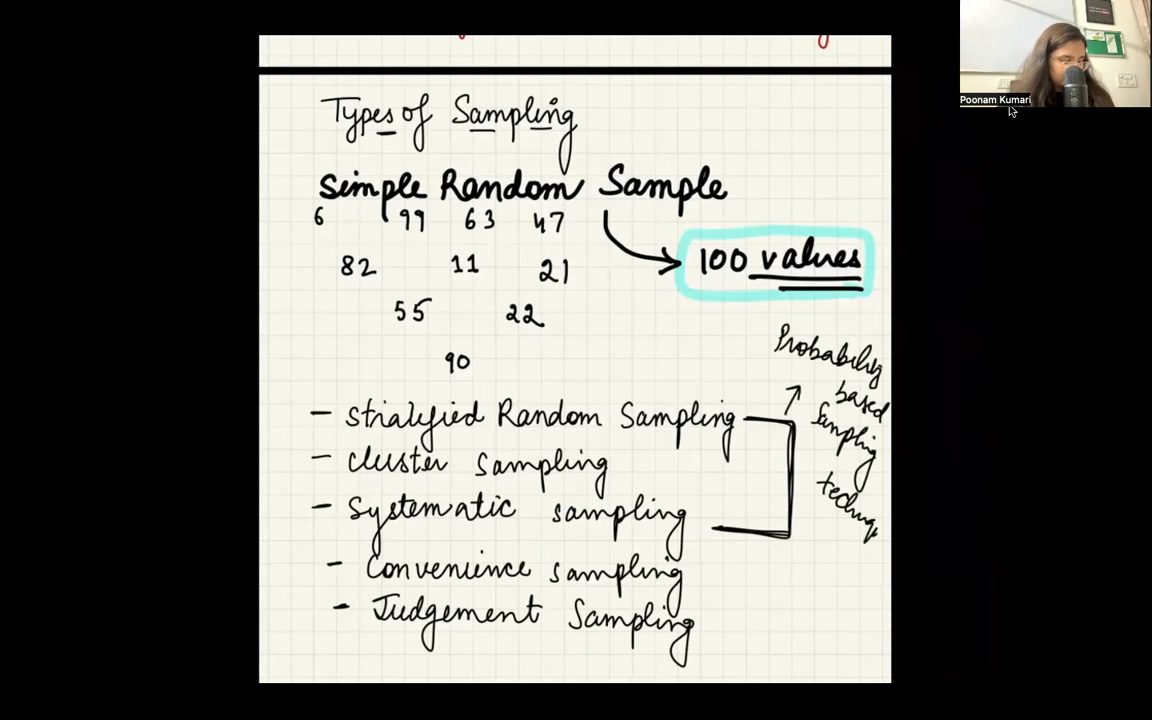 Types of Sampling
Simple Random Sample
6 99 63 47
100 values
82 11 21
55 22
90
Probability
based
Sampling
- Stratified Random Sampling
- cluster sampling
- Systematic sampling
- Convenience sampling
- Judgement Sampling
Poonam Kumari